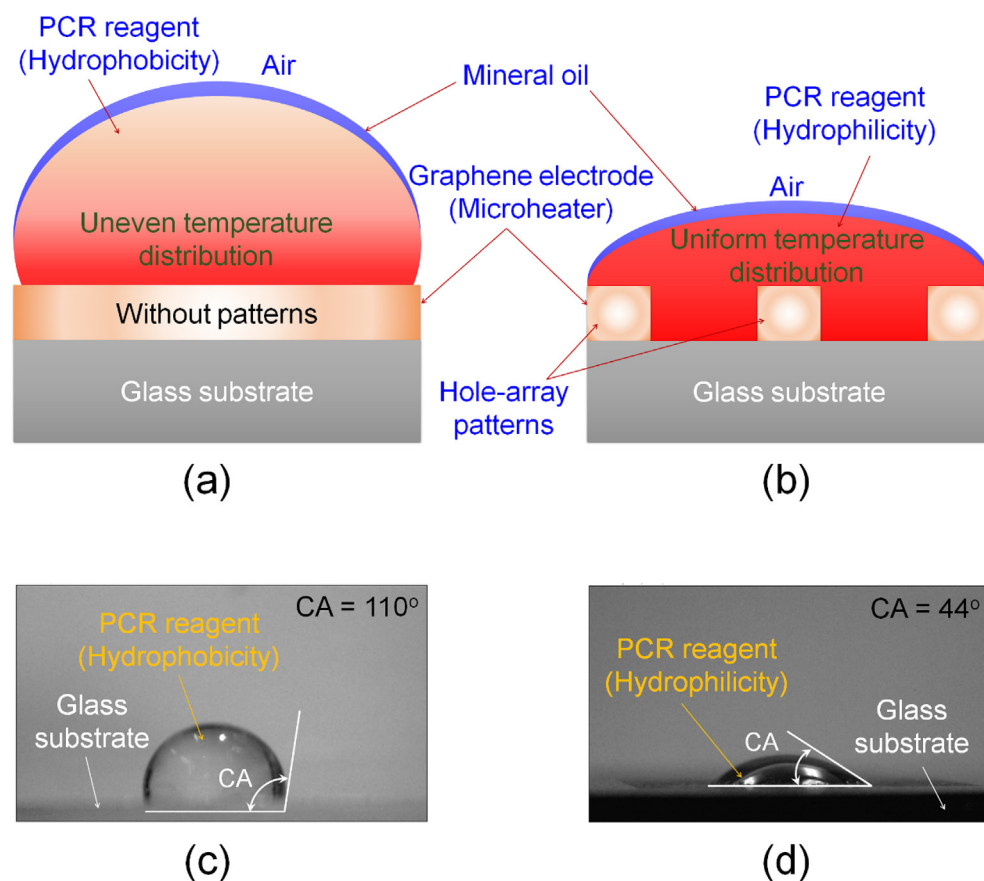 PCR reagent
(Hydrophobicity)
Air
Mineral oil
PCR reagent
(Hydrophilicity)
Graphene electrode
(Microheater)
Air
Uneven temperature
distribution
Uniform temperature
distribution
Without patterns
Glass substrate
Hole-array
patterns
Glass substrate
(a)
(b)
CA = 110°
PCR reagent
(Hydrophobicity)
Glass
substrate
CA
CA = 44°
PCR reagent
(Hydrophilicity)
Glass
substrate
CA
(c)
(d)